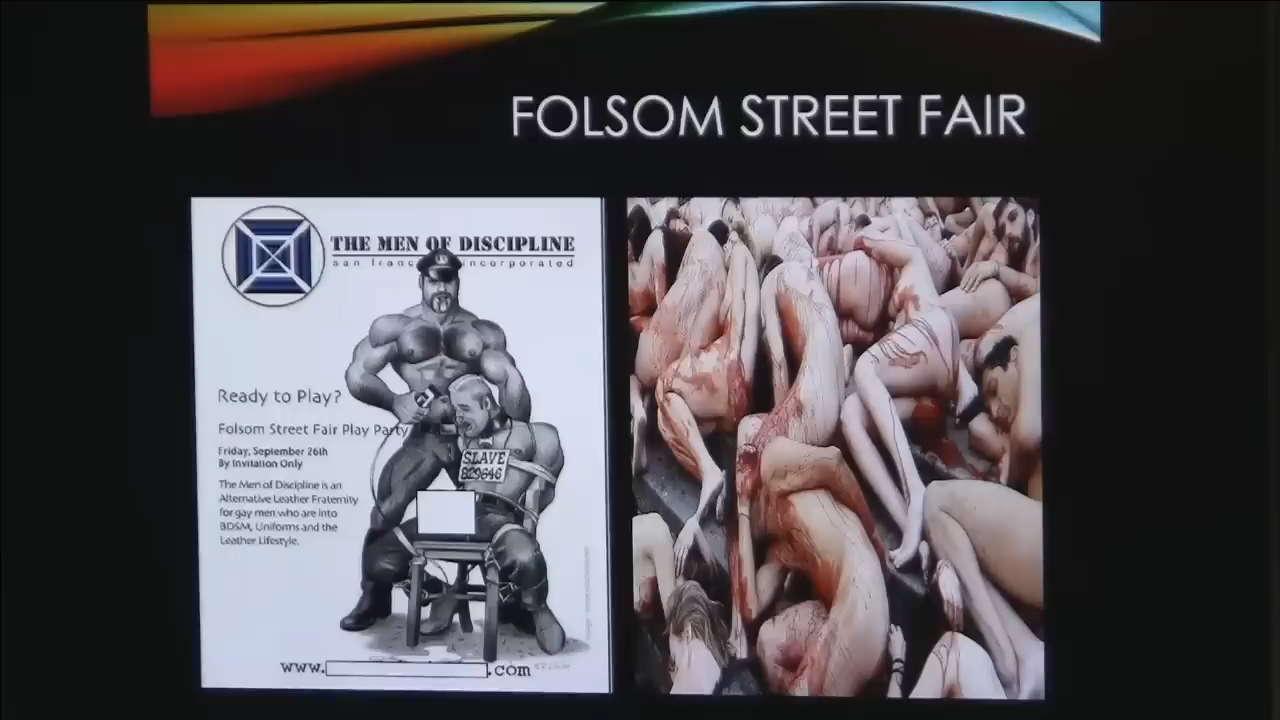 FOLSOM STREET FAIR
THE MEN OF DISCIPLINE
san franc incorporated
Ready to Play?
Folsom Street Fair Play Party
Friday, September 26th
By Invitation Only
The Men of Discipline is an
Alternative Leather Fraternity
for gay men who are into
BDSM, Uniforms and the
Leather Lifestyle.
SLAVE
829646
www. .com